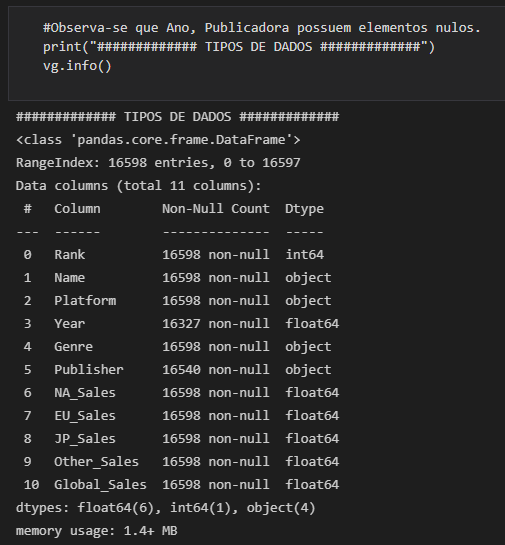 #Observa-se que Ano, Publicadora possuem elementos nulos.
print("############# TIPOS DE DADOS #############")
vg.info()
############# TIPOS DE DADOS #############
<class 'pandas.core.frame.DataFrame'>
RangeIndex: 16598 entries, 0 to 16597
Data columns (total 11 columns):
 #   Column        Non-Null Count  Dtype
---  ------        --------------  -----
 0   Rank          16598 non-null  int64
 1   Name          16598 non-null  object
 2   Platform      16598 non-null  object
 3   Year          16327 non-null  float64
 4   Genre         16598 non-null  object
 5   Publisher     16540 non-null  object
 6   NA_Sales      16598 non-null  float64
 7   EU_Sales      16598 non-null  float64
 8   JP_Sales      16598 non-null  float64
 9   Other_Sales   16598 non-null  float64
 10  Global_Sales  16598 non-null  float64
dtypes: float64(6), int64(1), object(4)
memory usage: 1.4+ MB